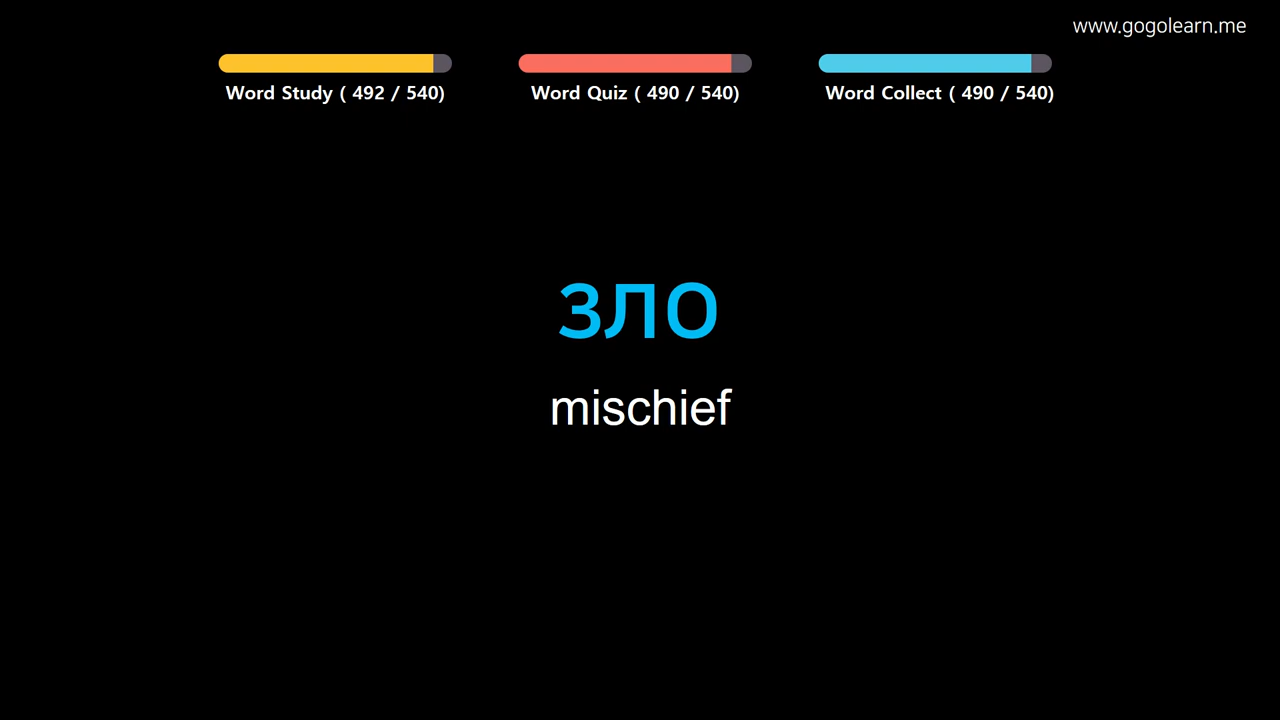 www.gogolearn.me
Word Study ( 492 / 540)
Word Quiz ( 490 / 540)
Word Collect ( 490 / 540)
зло
mischief